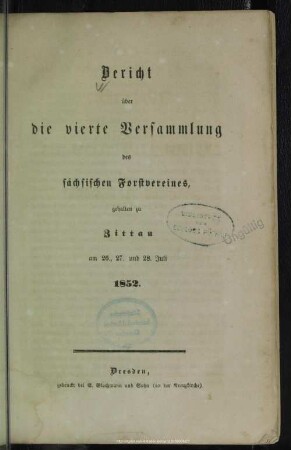 Bericht
über
die vierte Versammlung
des
sächsischen Forstvereines,
gehalten zu
Zittau
am 26., 27. und 28. Juli
1852.
Ungültig
Dresden,
gedruckt bei E. Blochmann und Sohn (an der Kreuzkirche).